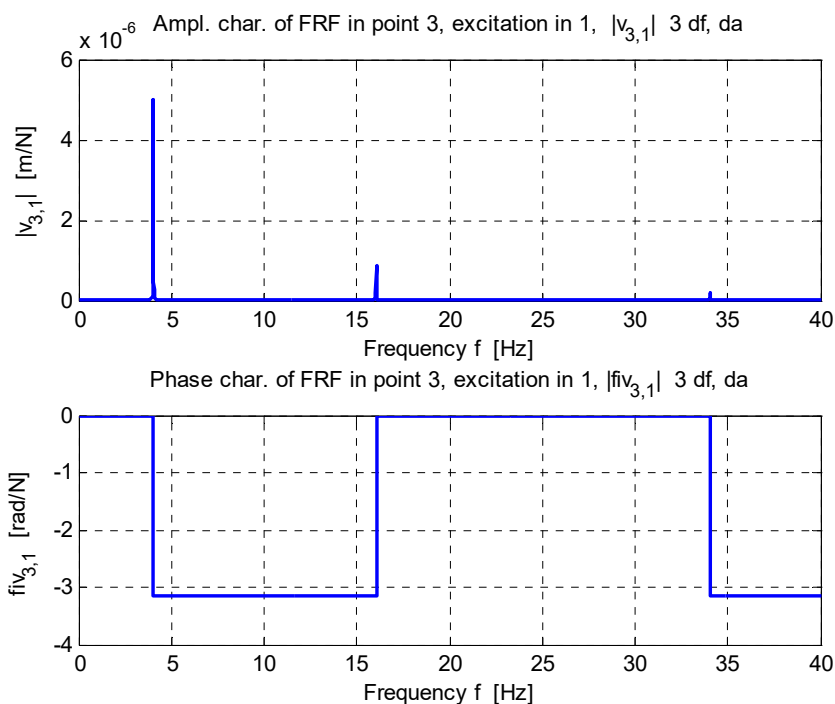 Ampl. char. of FRF in point 3, excitation in 1, |v3,1| 3 df, da
x 10-6
6
4
2
0
|v3,1| [m/N]
0 5 10 15 20 25 30 35 40
Frequency f [Hz]
Phase char. of FRF in point 3, excitation in 1, |fiv3,1| 3 df, da
0
-1
-2
-3
-4
fiv3,1 [rad/N]
0 5 10 15 20 25 30 35 40
Frequency f [Hz]